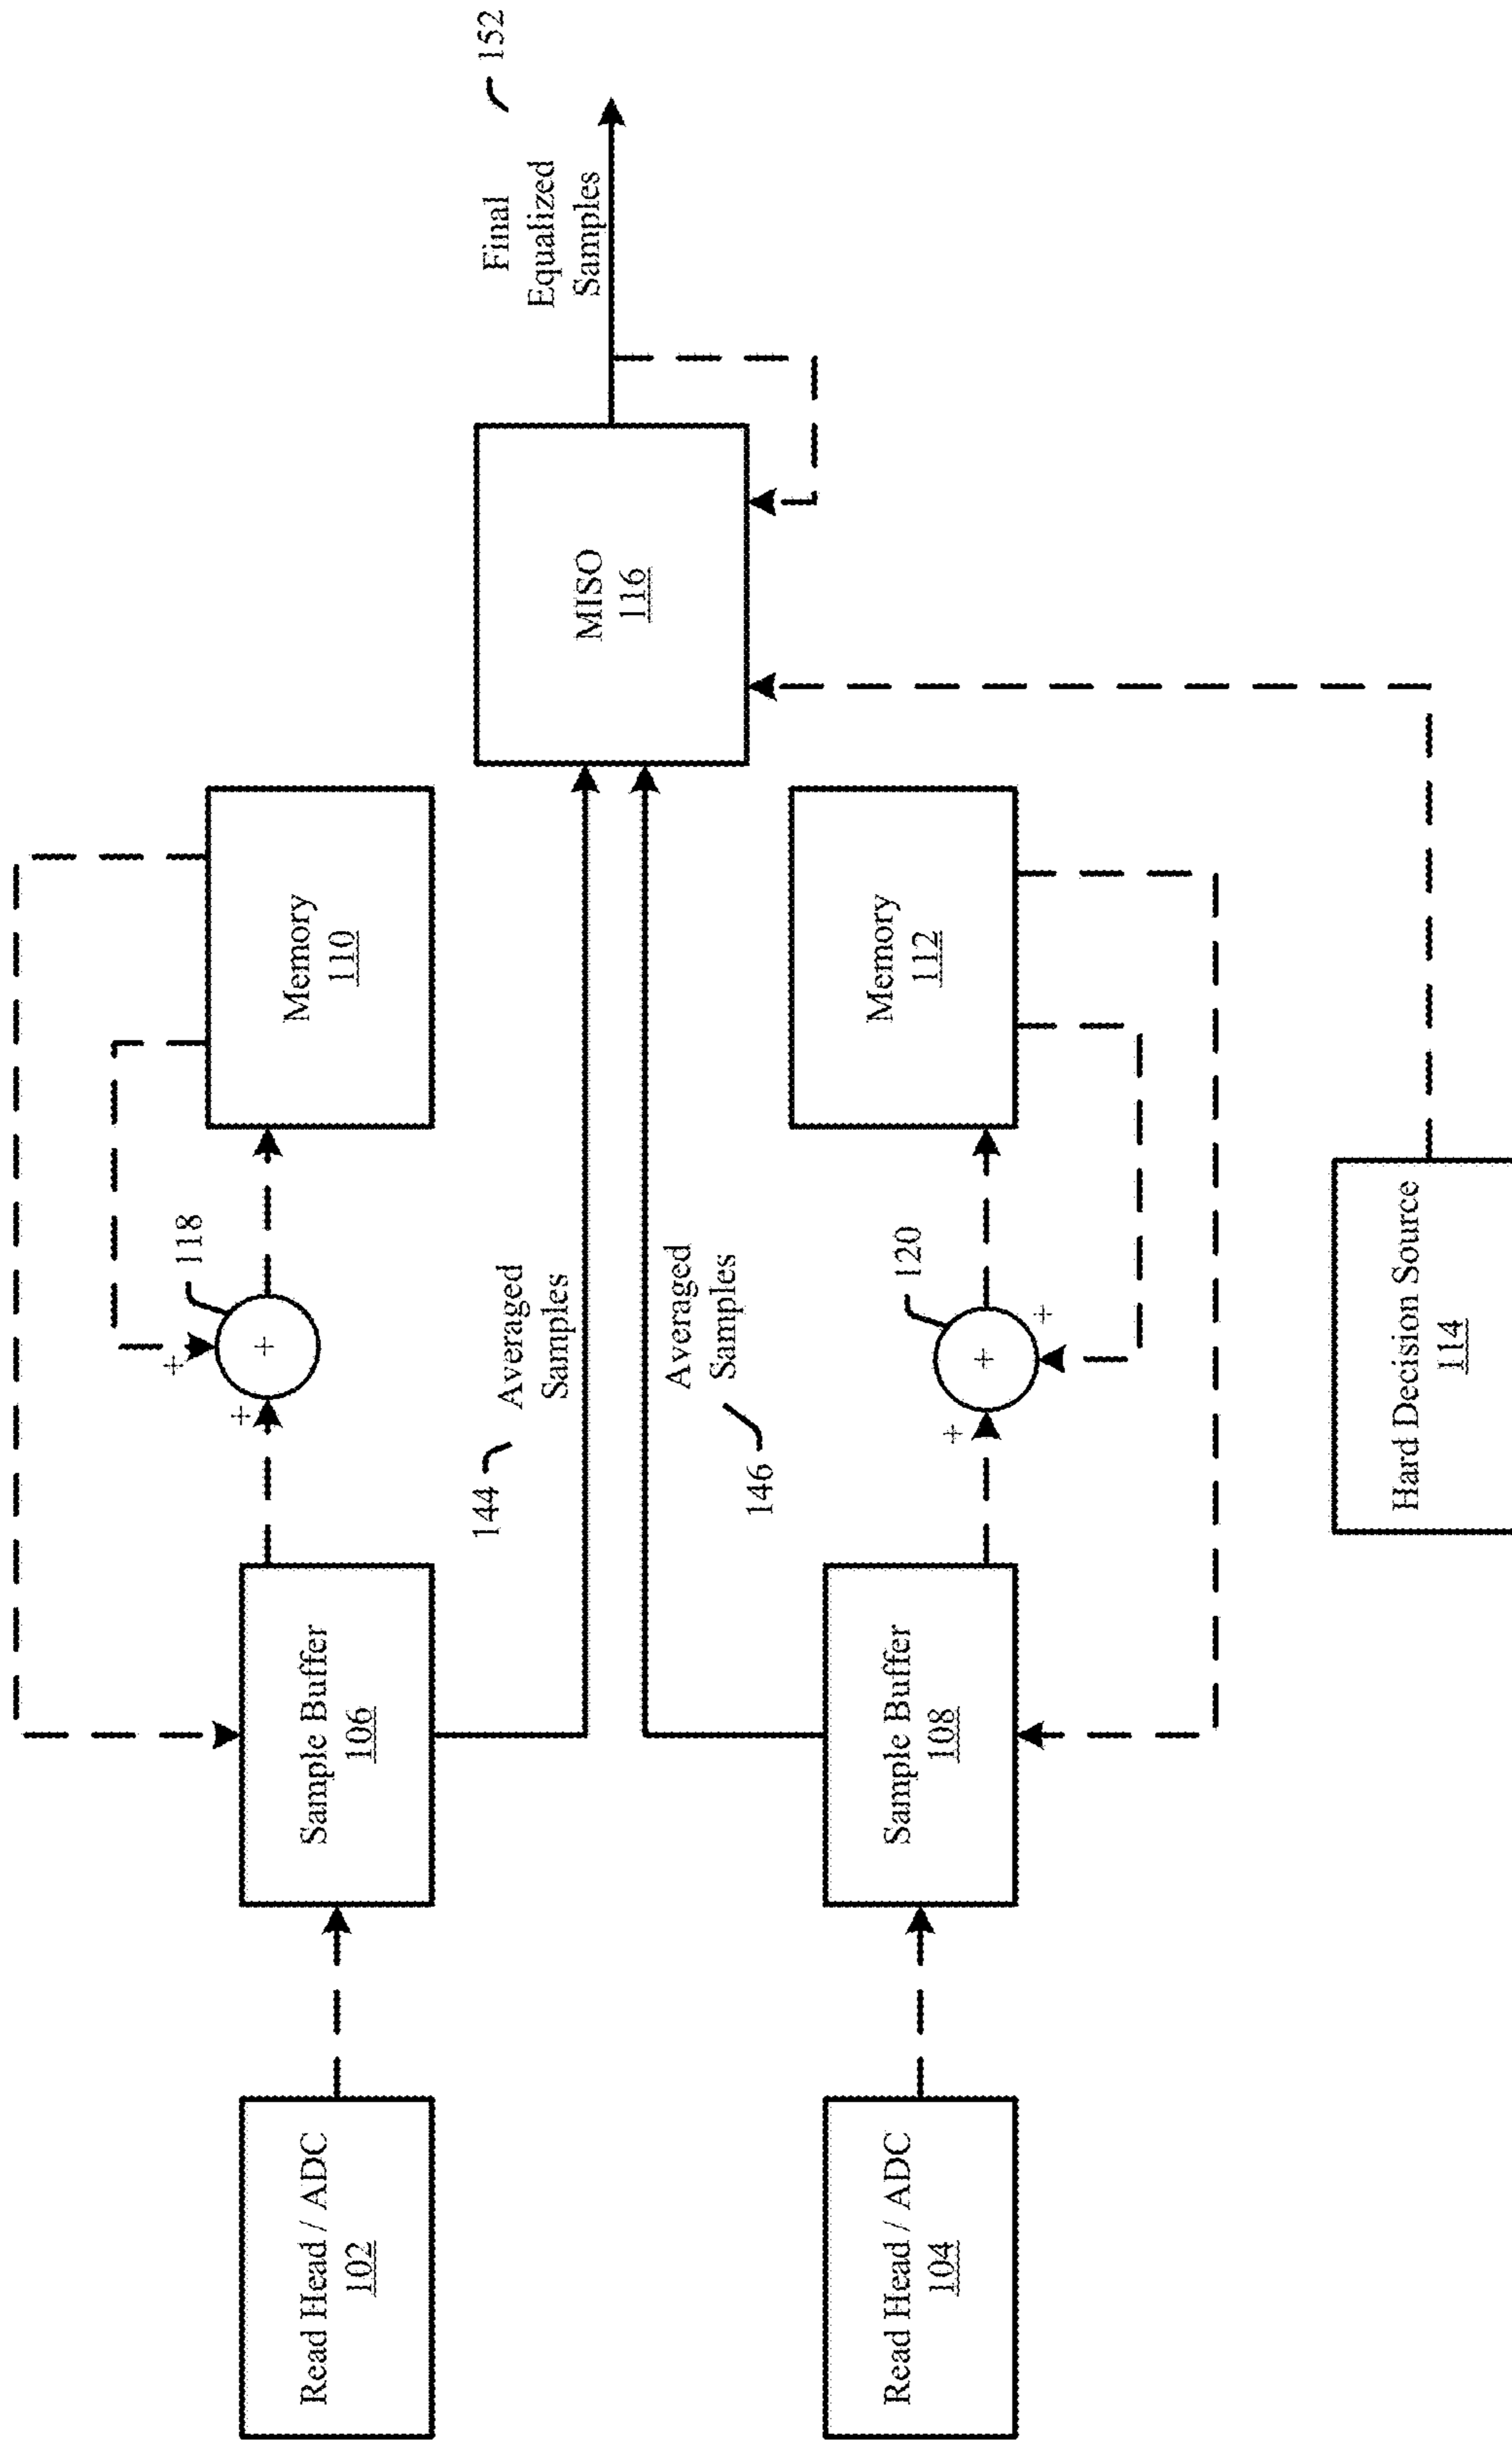 Read Head / ADC
102
Sample Buffer
106
+
+
+
118
Memory
110
144
Averaged
Samples
Averaged
Samples
146
MISO
116
Final
Equalized
Samples
152
Read Head / ADC
104
Sample Buffer
108
+
+
+
120
Memory
112
Hard Decision Source
114